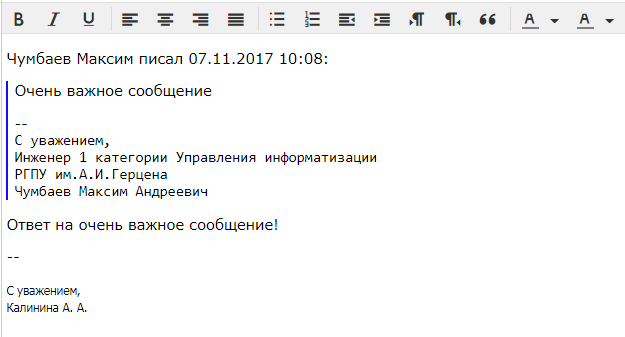 B I U
Чумбаев Максим писал 07.11.2017 10:08:
Очень важное сообщение
--
С уважением,
Инженер 1 категории Управления информатизации
РГПУ им.А.И.Герцена
Чумбаев Максим Андреевич
Ответ на очень важное сообщение!
--
С уважением,
Калинина А. А.